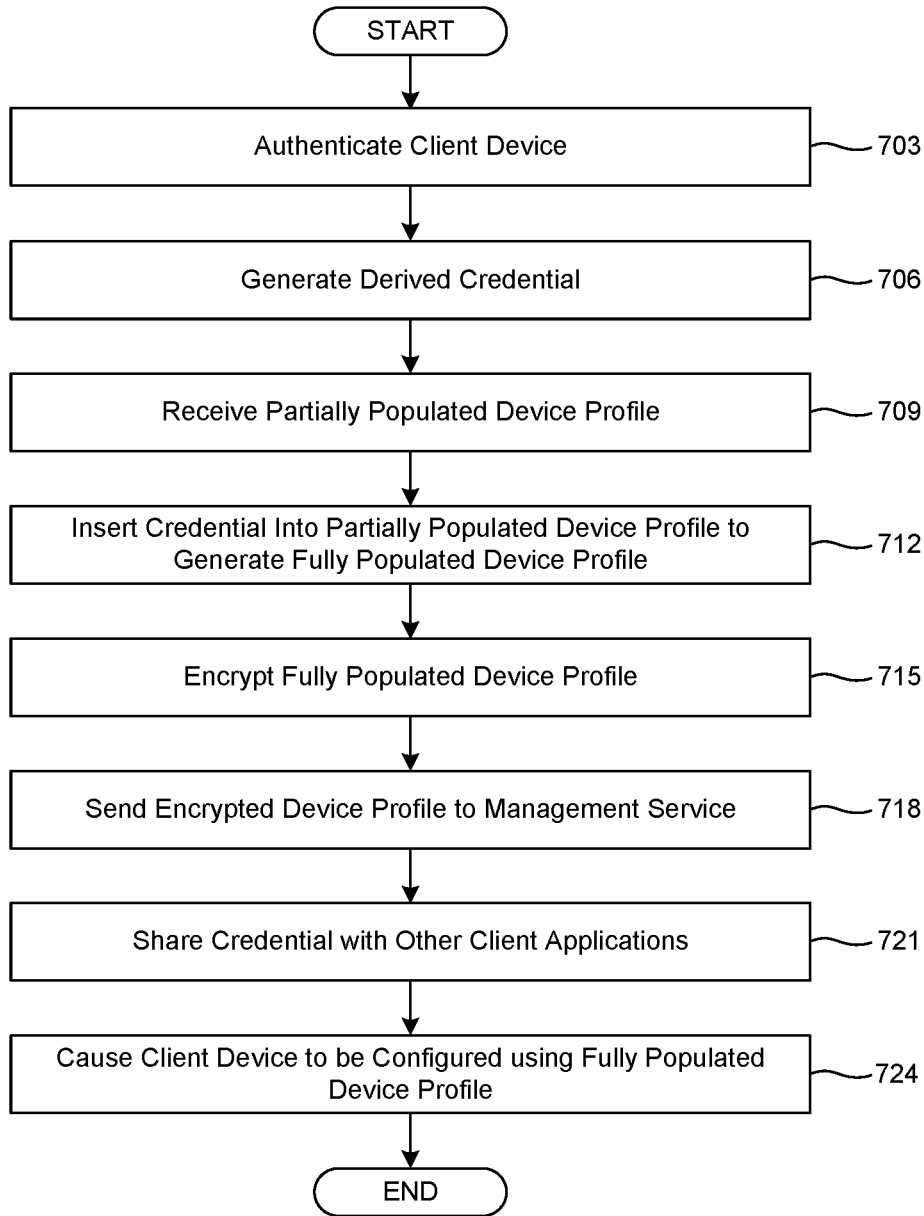 START
Authenticate Client Device
703
Generate Derived Credential
706
Receive Partially Populated Device Profile
709
Insert Credential Into Partially Populated Device Profile to
Generate Fully Populated Device Profile
712
Encrypt Fully Populated Device Profile
715
Send Encrypted Device Profile to Management Service
718
Share Credential with Other Client Applications
721
Cause Client Device to be Configured using Fully Populated
Device Profile
724
END